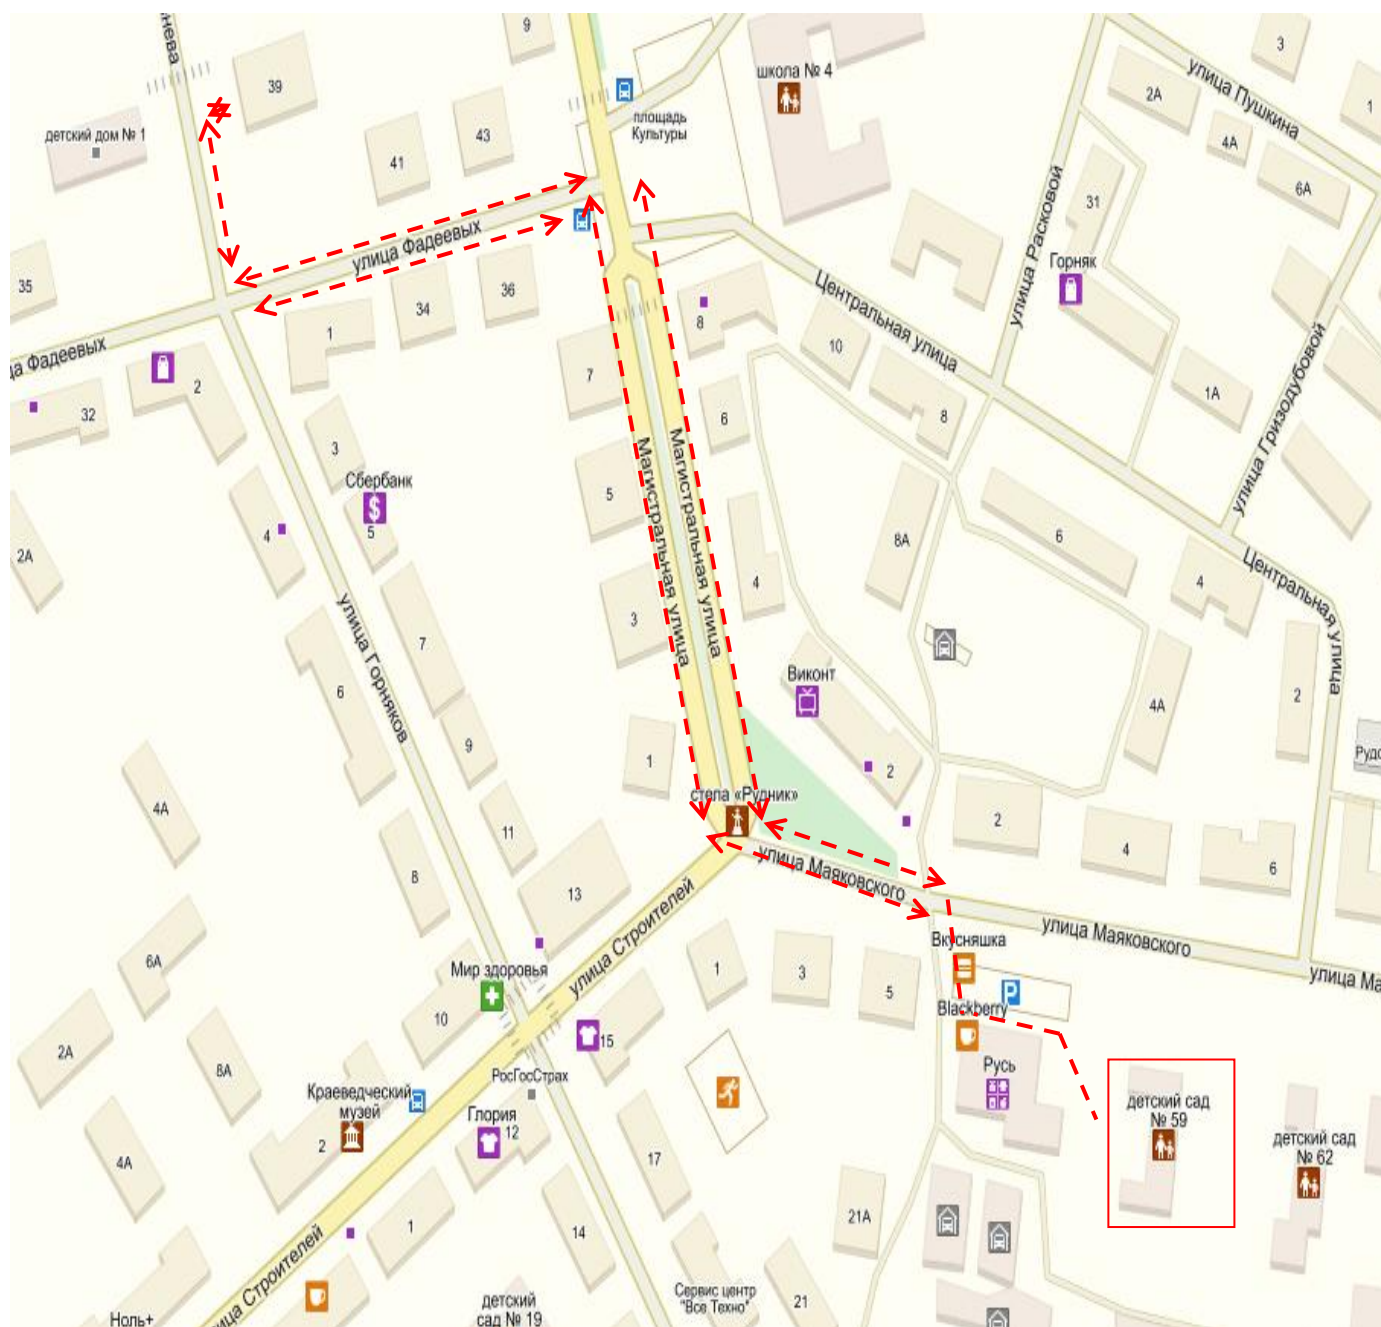 нева
39
9
школа № 4
3
улица Пушкина
2А
1
детский дом № 1
площадь
Культуры
43
41
4А
6А
улица Расковой
31
улица Фадеевых
35
36
34
1
Горняк
8
Центральная улица
10
7
ца Фадеевых
2
32
8
1А
улица Гризодубовой
6
3
Сбербанк
5
4
5
Магистральная улица
Магистральная улица
2А
8А
6
4
4
Центральная улица
3
улица Горняков
7
6
Виконт
2
4А
2
9
1
Рудо
4А
стела «Рудник»
11
2
4
6
8
13
улица Маяковского
улица Строителей
улица Маяковского
улица Ма
Вкусняшка
6А
Мир здоровья
1
3
5
10
Blackberry
15
2А
8А
РосГосСтрах
Русь
Краеведческий
музей
2
Глория
12
детский сад
№ 59
детский сад
№ 62
4А
17
21А
1
14
улица Строителей
Сервис центр
"Все Техно"
21
детский
сад № 19
Ноль+